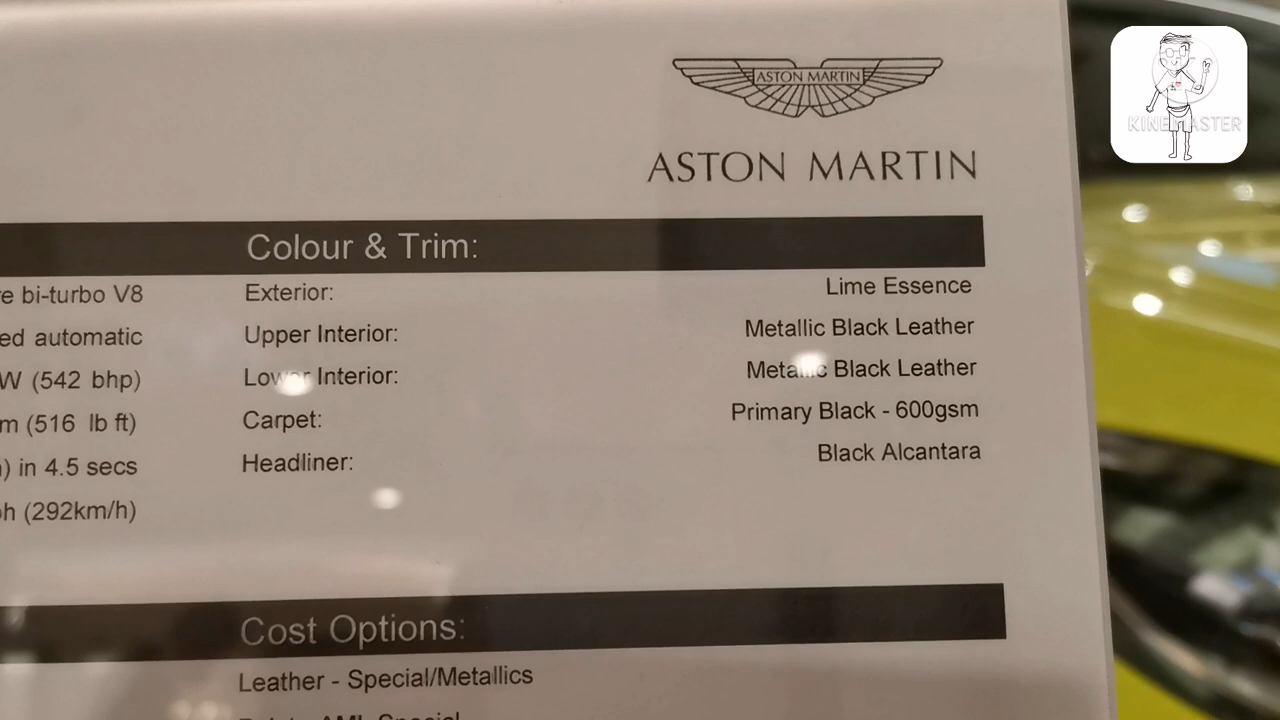 ASTON MARTIN
KINEMASTER
ASTON MARTIN
Colour & Trim:
bi-turbo V8
Exterior:
Lime Essence
automatic
Upper Interior:
Metallic Black Leather
(542 bhp)
Lower Interior:
Metallic Black Leather
(516 lb ft)
Carpet:
Primary Black - 600gsm
in 4.5 secs
Headliner:
Black Alcantara
(292km/h)
Cost Options:
Leather - Special/Metallics